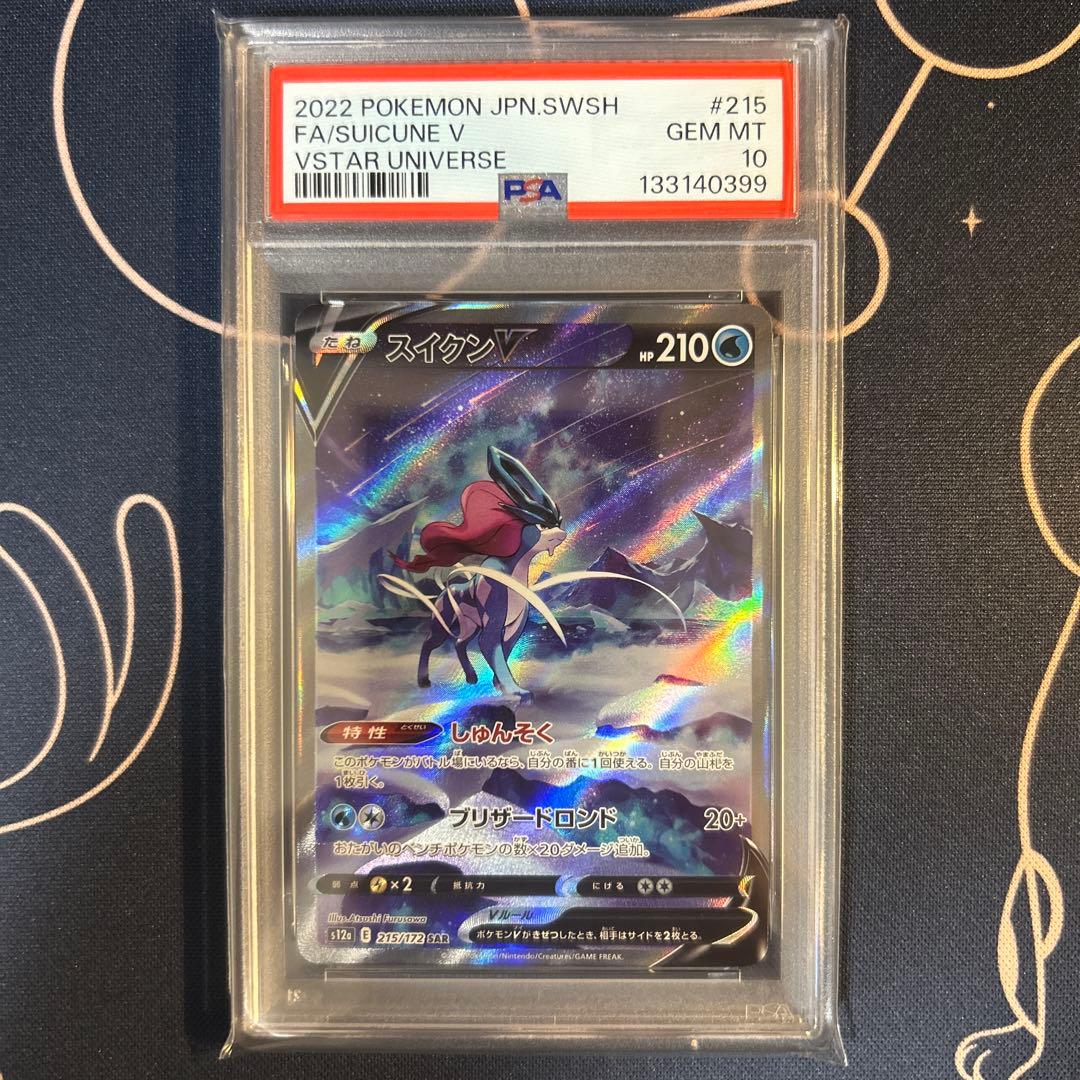 2022 POKEMON JPN.SWSH #215
FA/SUICUNE V GEM MT
VSTAR UNIVERSE 10
PSA 133140399
たね スイクンV HP 210
特性 とくせい しゅんそく
このポケモンがバトル場にいるなら、自分の番に1回使える。自分の山札を
1枚引く。
ブリザードロンド 20+
おたがいのベンチポケモンの数×20ダメージ追加。
弱点 ×2 抵抗力 にげる
Illus. Atsushi Furusawa
Vルール
s12a E 215/172 SAR ポケモンVがきぜつしたとき、相手はサイドを2枚とる。
/Nintendo/Creatures/GAME FREAK.
PSA